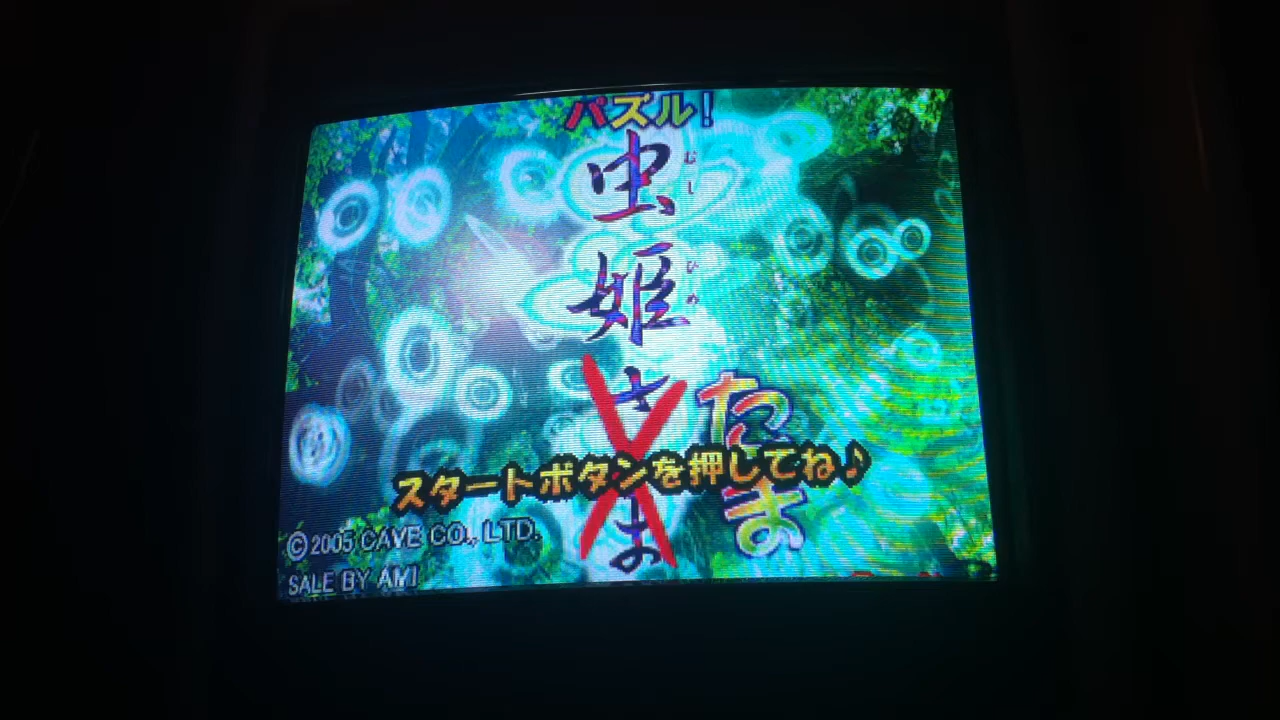 パズル!
虫姫さま
むし
ひめ
たま
スタートボタンを押してね♪
©2005 CAVE CO., LTD.
SALE BY AMI